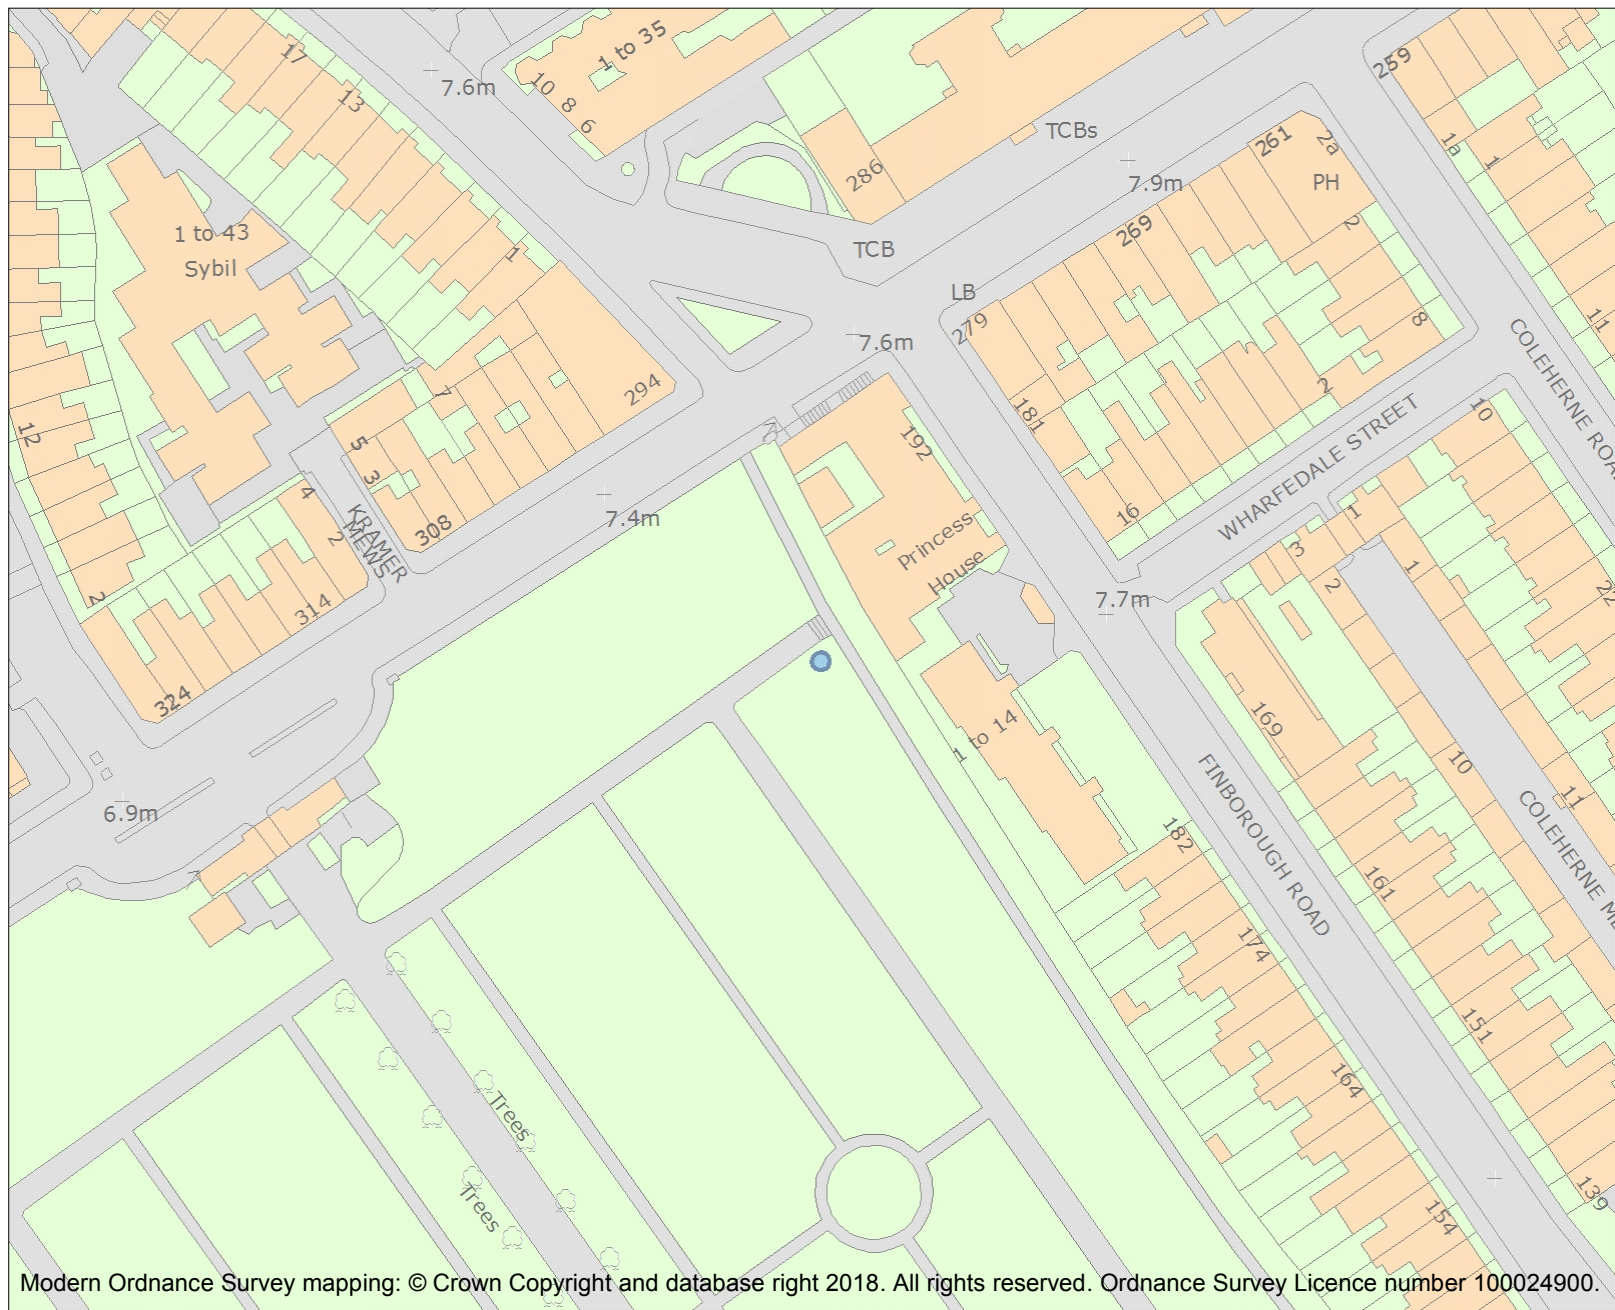 17
13
7.6m
10
8
6
1 to 35
286
TCBs
7.9m
259
261
2a
PH
1a
1
2
269
1 to 43
Sybil
1
TCB
LB
279
7.6m
294
7
8
11
COLEHERNE ROA
2
181
192
12
5
3
4
2
KRAMER
MEWS
308
7.4m
16
WHARFEDALE STREET
10
1
3
2
1
22
Princess
House
7.7m
2
314
324
169
1 to 14
10
11
6.9m
FINBOROUGH ROAD
COLEHERNE ME
182
161
174
151
164
Trees
Trees
154
139
Modern Ordnance Survey mapping: © Crown Copyright and database right 2018. All rights reserved. Ordnance Survey Licence number 100024900.